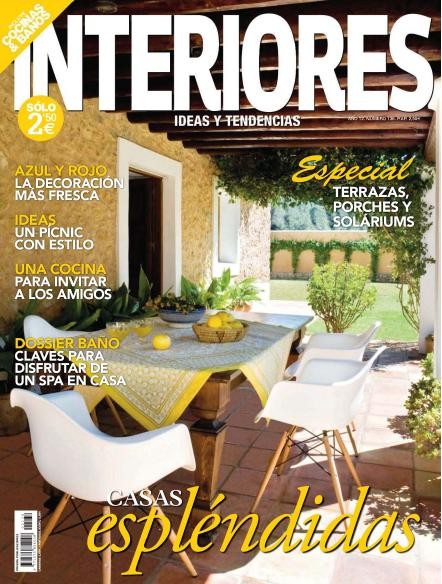 COCINAS
& BAÑOS
INTERIORES
IDEAS Y TENDENCIAS
SÓLO
2'50
€
AZUL Y ROJO
LA DECORACIÓN
MÁS FRESCA
IDEAS
UN PÍCNIC
CON ESTILO
UNA COCINA
PARA INVITAR
A LOS AMIGOS
DOSSIER BAÑO
CLAVES PARA
DISFRUTAR DE
UN SPA EN CASA
Especial
TERRAZAS,
PORCHES Y
SOLÁRIUMS
CASAS
espléndidas